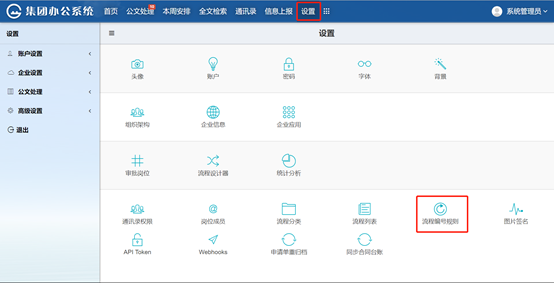 集团办公系统 首页 公文处理 本周安排 全文检索 通讯录 信息上报 设置 系统管理员
设置
设置
账户设置
企业设置
公文处理
高级设置
退出
头像 账户 密码 字体 背景
组织架构 企业信息 企业应用
审批岗位 流程设计器 统计分析
通讯录权限 岗位成员 流程分类 流程列表 流程编号规则 图片签名
API Token Webhooks 申请单重归档 同步合同台账